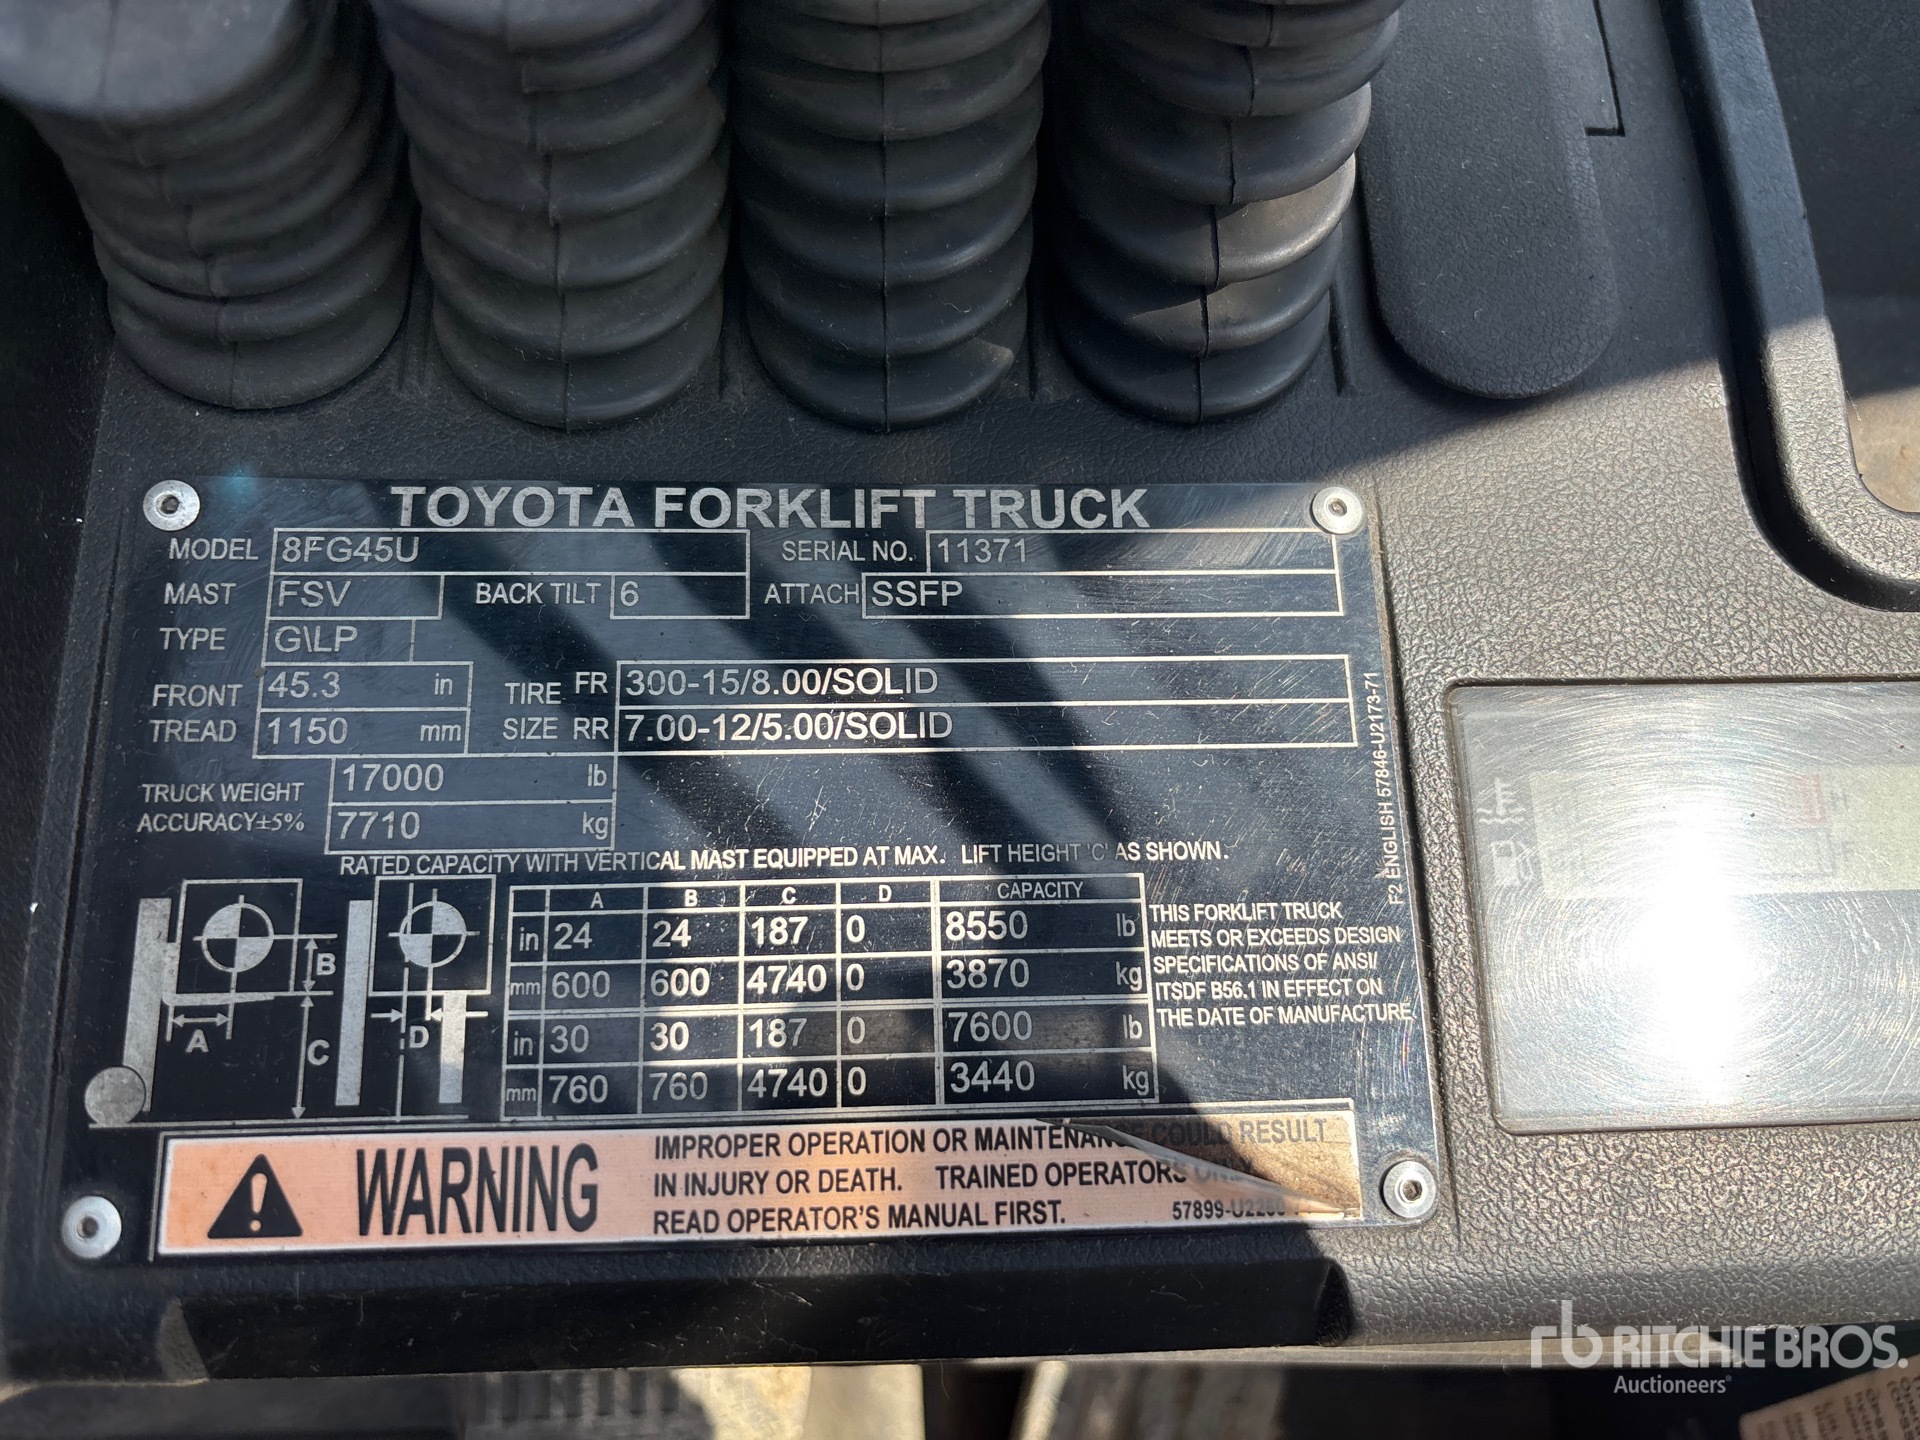 TOYOTA FORKLIFT TRUCK
MODEL 8FG45U SERIAL NO. 11371
MAST FSV BACK TILT 6 ATTACH SSFP
TYPE G\LP
FRONT TREAD 45.3 in TIRE SIZE FR 300-15/8.00/SOLID
1150 mm RR 7.00-12/5.00/SOLID
TRUCK WEIGHT 17000 lb
ACCURACY±5% 7710 kg
RATED CAPACITY WITH VERTICAL MAST EQUIPPED AT MAX. LIFT HEIGHT 'C' AS SHOWN.
A B C D CAPACITY
in 24 24 187 0 8550 lb
mm 600 600 4740 0 3870 kg
in 30 30 187 0 7600 lb
mm 760 760 4740 0 3440 kg
B
A
C
D
THIS FORKLIFT TRUCK
MEETS OR EXCEEDS DESIGN
SPECIFICATIONS OF ANSI/
ITSDF B56.1 IN EFFECT ON
THE DATE OF MANUFACTURE
F2 ENGLISH 57846-U2173-71
WARNING
IMPROPER OPERATION OR MAINTENANCE COULD RESULT
IN INJURY OR DEATH. TRAINED OPERATORS ONLY
READ OPERATOR'S MANUAL FIRST.
rb RITCHIE BROS.
Auctioneers